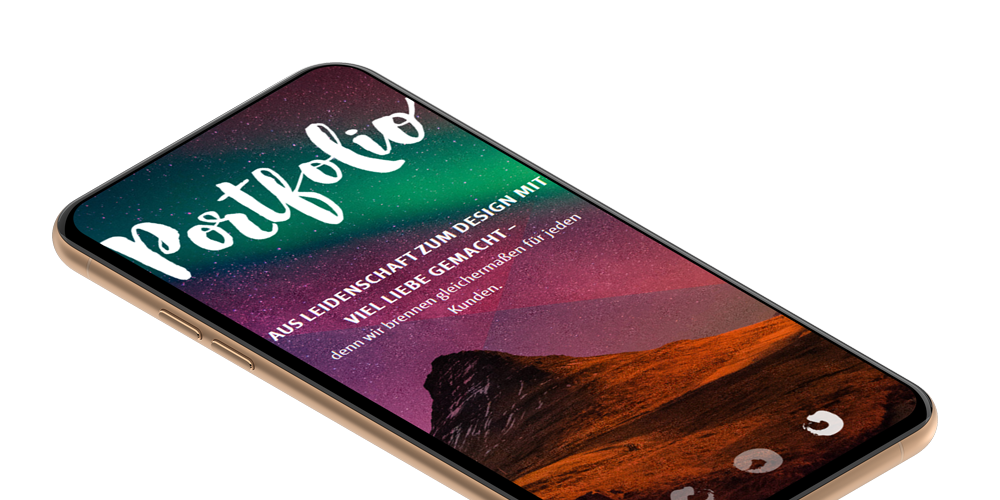 Portfolio
AUS LEIDENSCHAFT ZUM DESIGN MIT
VIEL LIEBE GEMACHT –
denn wir brennen gleichermaßen für jeden
Kunden.